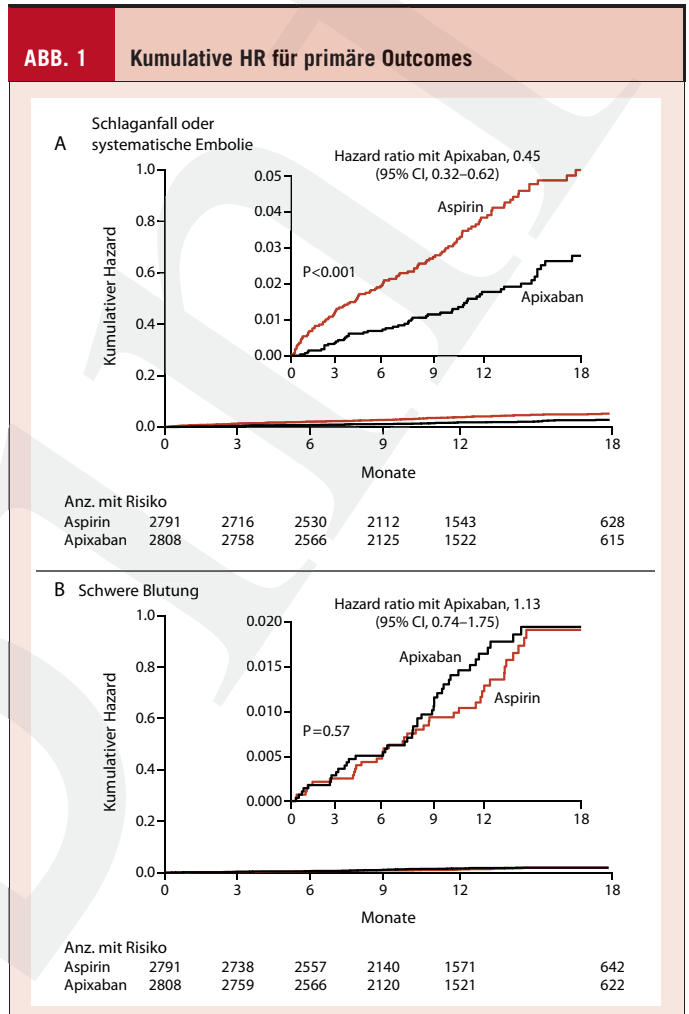 ABB. 1 Kumulative HR für primäre Outcomes
A Schlaganfall oder
systematische Embolie
Kumulativer Hazard
1.0
0.8
0.6
0.4
0.2
0.0
0 3 6 9 12 18
Monate
Hazard ratio mit Apixaban, 0.45
(95% CI, 0.32–0.62)
0.05
0.04
0.03
0.02
0.01
0.00
0 3 6 9 12 18
Aspirin
P<0.001
Apixaban
Anz. mit Risiko
Aspirin 2791 2716 2530 2112 1543 628
Apixaban 2808 2758 2566 2125 1522 615
B Schwere Blutung
Kumulativer Hazard
1.0
0.8
0.6
0.4
0.2
0.0
0 3 6 9 12 18
Monate
Hazard ratio mit Apixaban, 1.13
(95% CI, 0.74–1.75)
0.020
0.015
0.010
0.005
0.000
0 3 6 9 12 18
Apixaban
Aspirin
P=0.57
Anz. mit Risiko
Aspirin 2791 2738 2557 2140 1571 642
Apixaban 2808 2759 2566 2120 1521 622